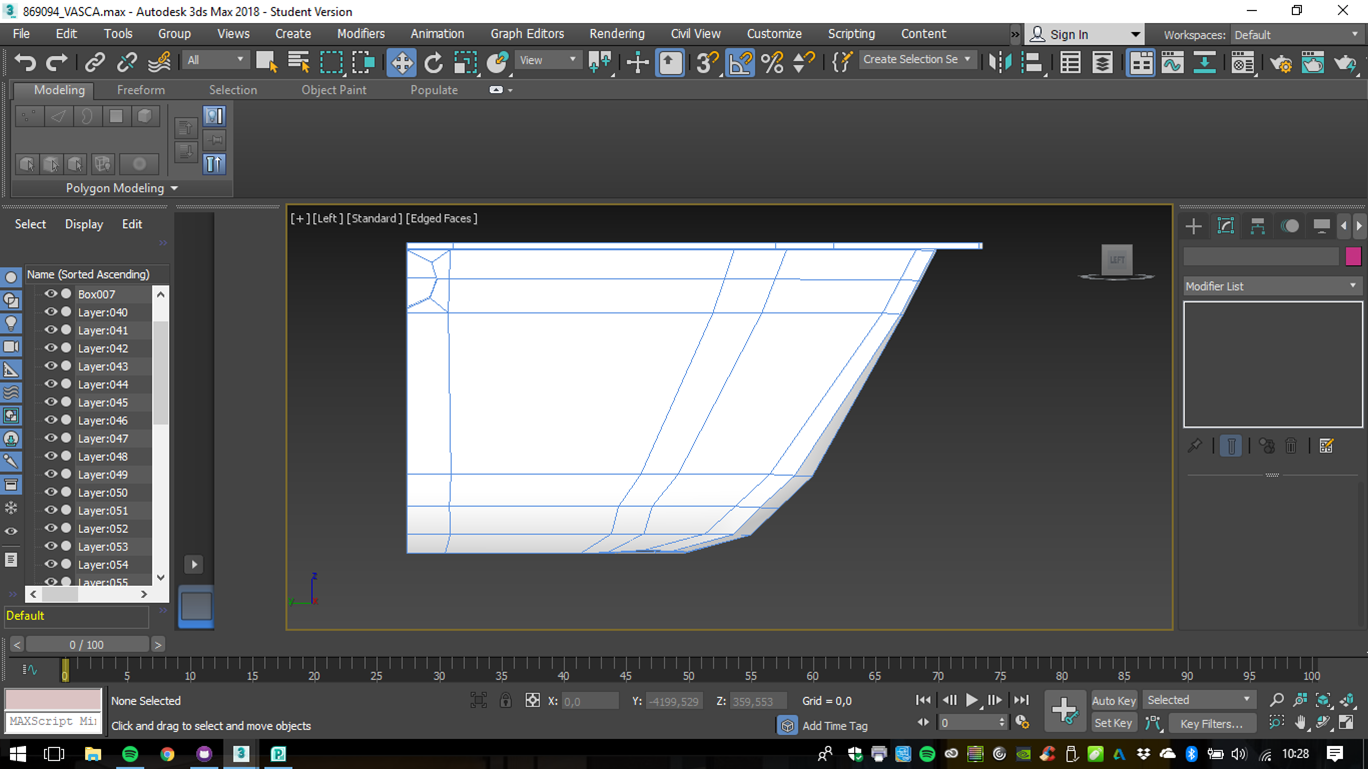 869094_VASCA.max - Autodesk 3ds Max 2018 - Student Version
File Edit Tools Group Views Create Modifiers Animation Graph Editors Rendering Civil View Customize Scripting Content » Sign In Workspaces: Default
All View Create Selection Se
Modeling Freeform Selection Object Paint Populate
Polygon Modeling
Select Display Edit
[+] [Left] [Standard] [Edged Faces]
LEFT
Name (Sorted Ascending)
Modifier List
Box007
Layer:040
Layer:041
Layer:042
Layer:043
Layer:044
Layer:045
Layer:046
Layer:047
Layer:048
Layer:049
Layer:050
Layer:051
Layer:052
Layer:053
Layer:054
Layer:055
z
y x
Default
< 0 / 100 >
0 5 10 15 20 25 30 35 40 45 50 55 60 65 70 75 80 85 90 95 100
None Selected X: 0,0 Y: -4199,529 Z: 359,553 Grid = 0,0 Auto Key Selected
MAXScript Mi Click and drag to select and move objects Add Time Tag 0 Set Key Key Filters...
10:28